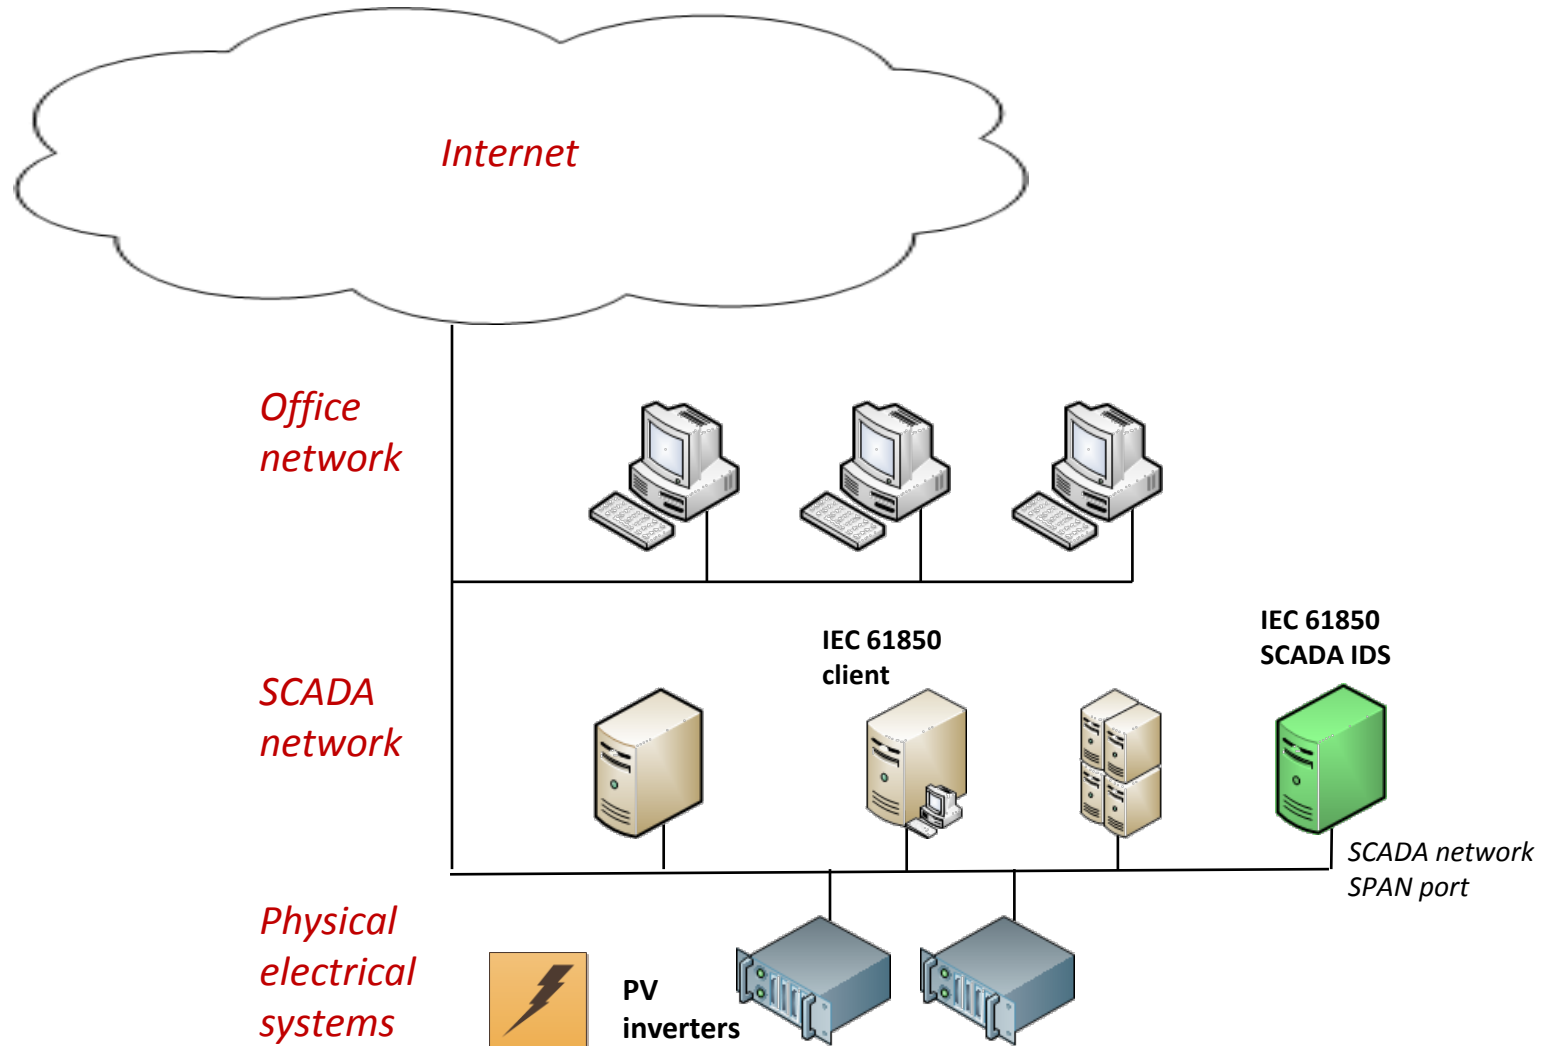 Internet
Office
network
IEC 61850
client
IEC 61850
SCADA IDS
SCADA
network
SCADA network
SPAN port
Physical
electrical
systems
PV
inverters